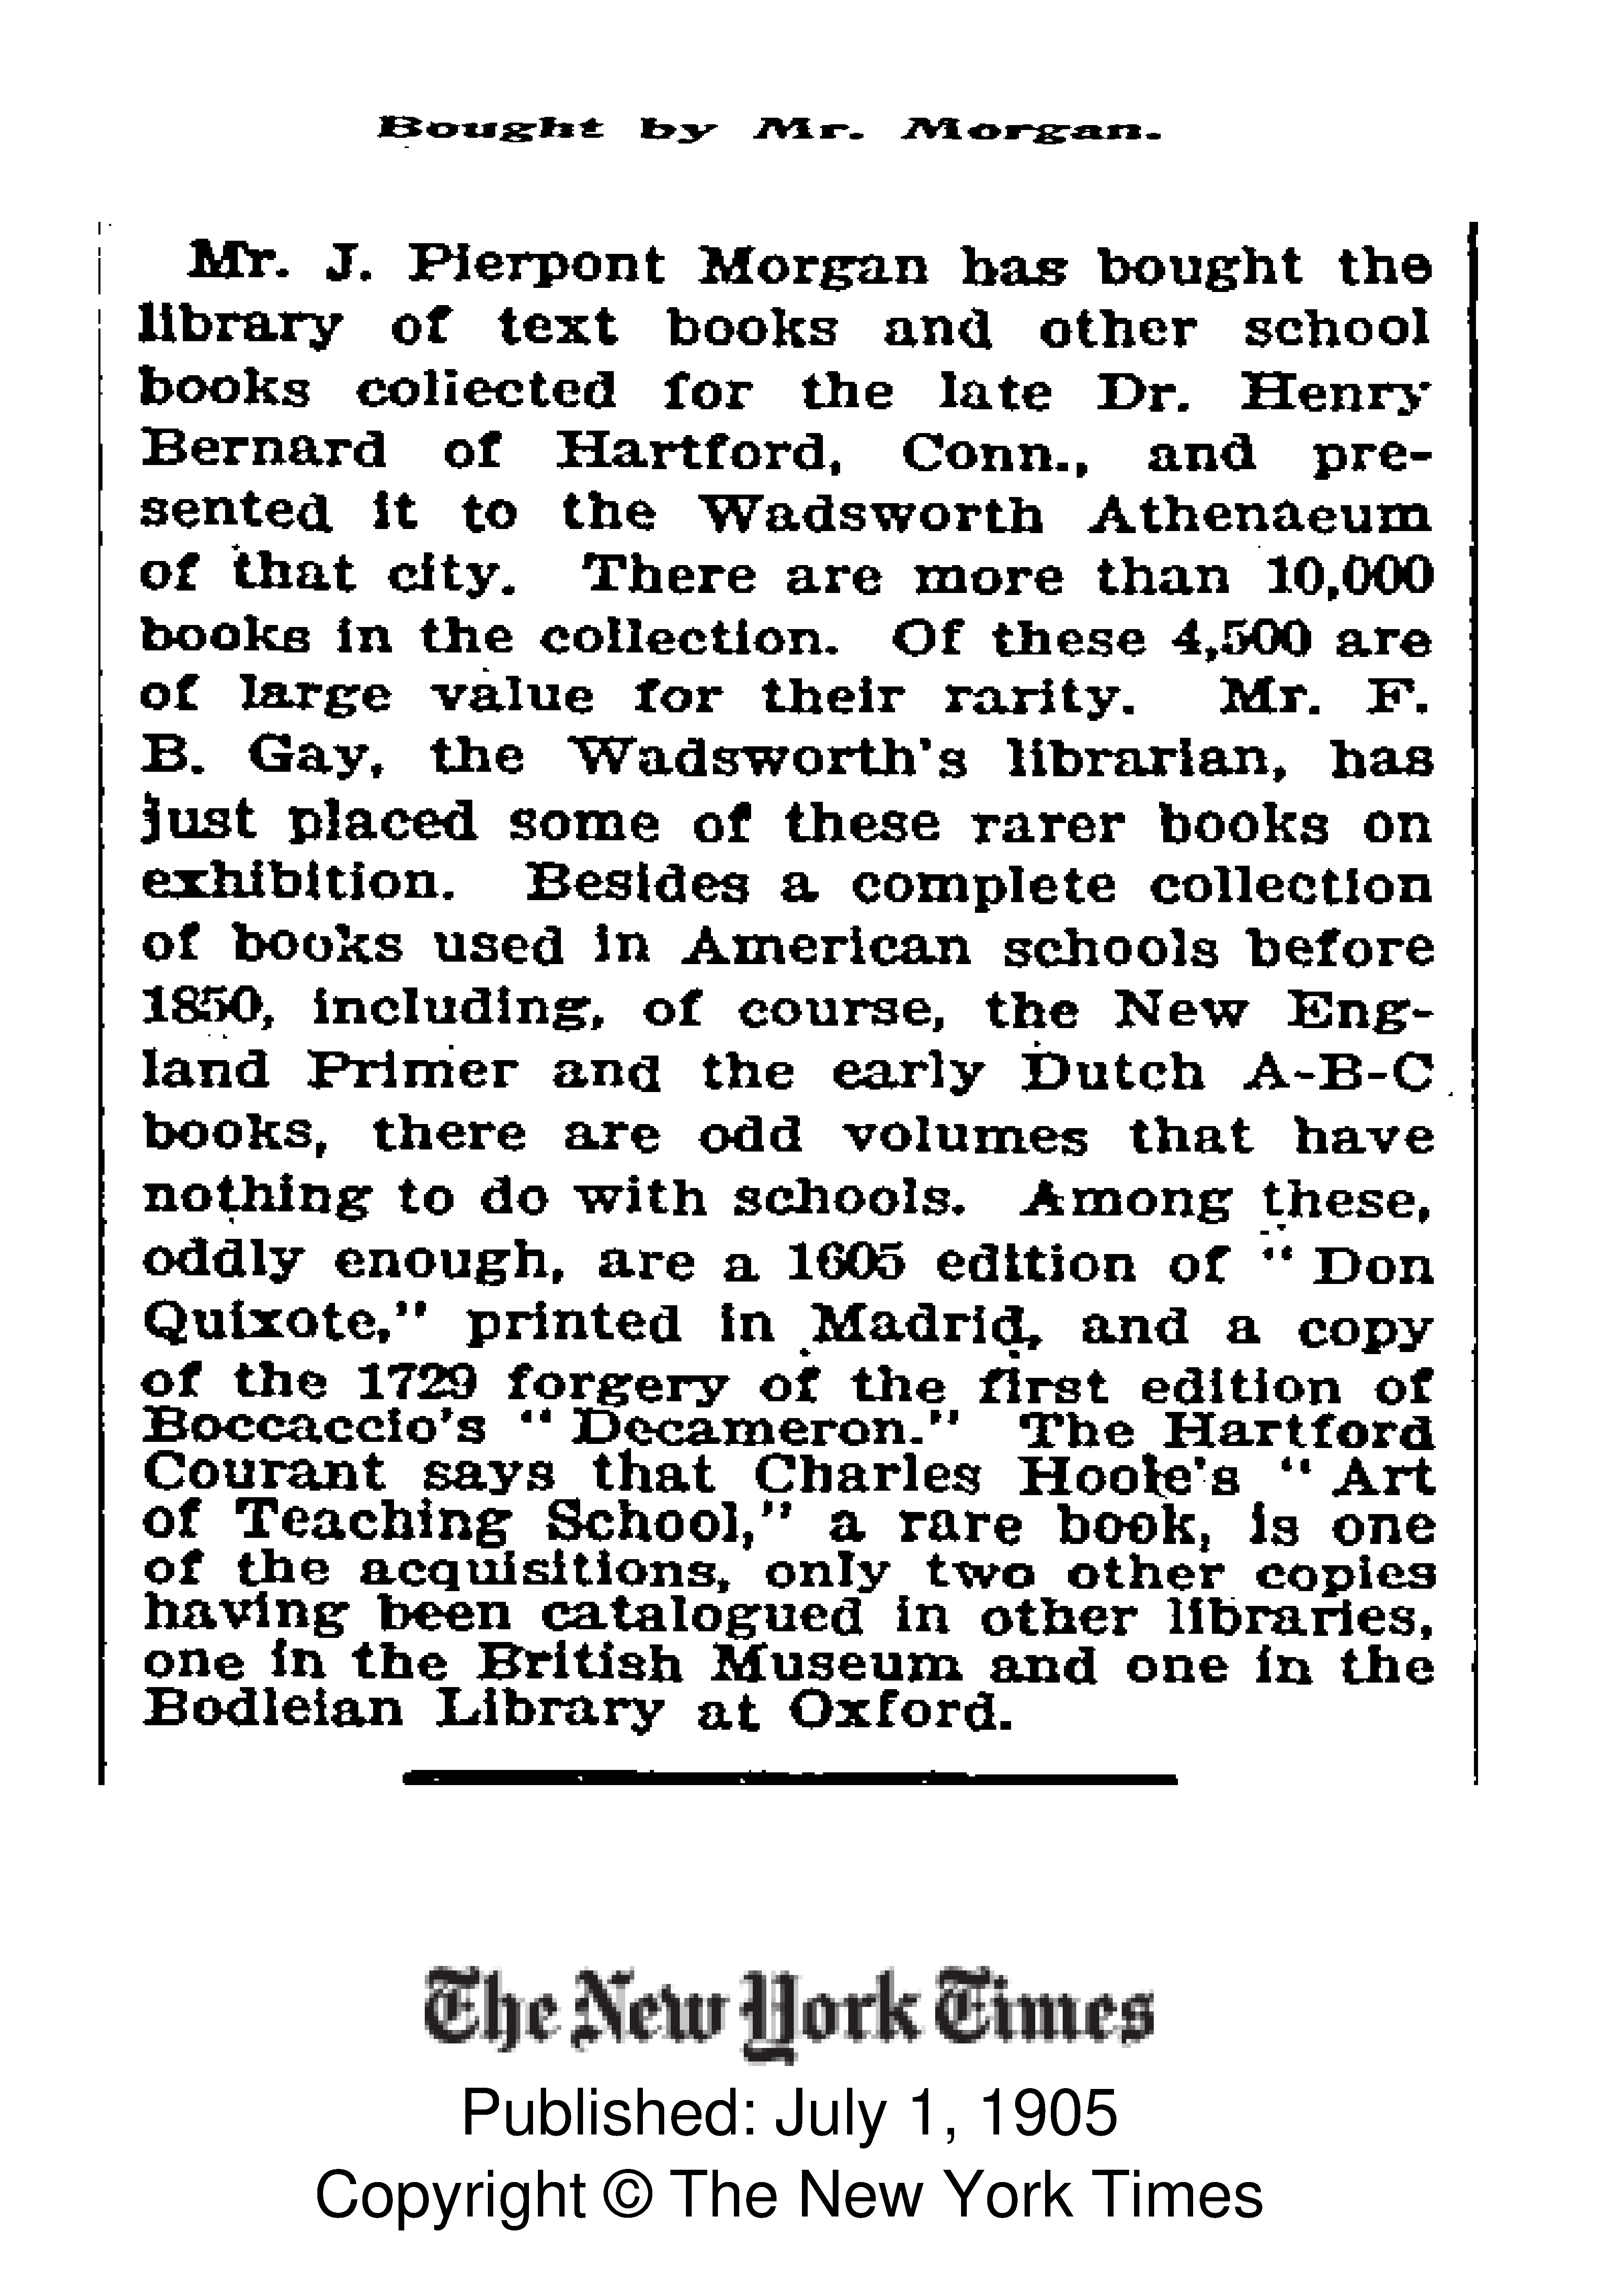 Bought by Mr. Morgan.
Mr. J. Pierpont Morgan has bought the
library of text books and other school
books collected for the late Dr. Henry
Bernard of Hartford, Conn., and pre-
sented it to the Wadsworth Athenaeum
of that city. There are more than 10,000
books in the collection. Of these 4,500 are
of large value for their rarity. Mr. F.
B. Gay, the Wadsworth's librarian, has
just placed some of these rarer books on
exhibition. Besides a complete collection
of books used in American schools before
1850, including, of course, the New Eng-
land Primer and the early Dutch A-B-C
books, there are odd volumes that have
nothing to do with schools. Among these,
oddly enough, are a 1605 edition of "Don
Quixote," printed in Madrid, and a copy
of the 1729 forgery of the first edition of
Boccaccio's "Decameron." The Hartford
Courant says that Charles Hoole's "Art
of Teaching School," a rare book, is one
of the acquisitions, only two other copies
having been catalogued in other libraries,
one in the British Museum and one in the
Bodleian Library at Oxford.
The New York Times
Published: July 1, 1905
Copyright © The New York Times